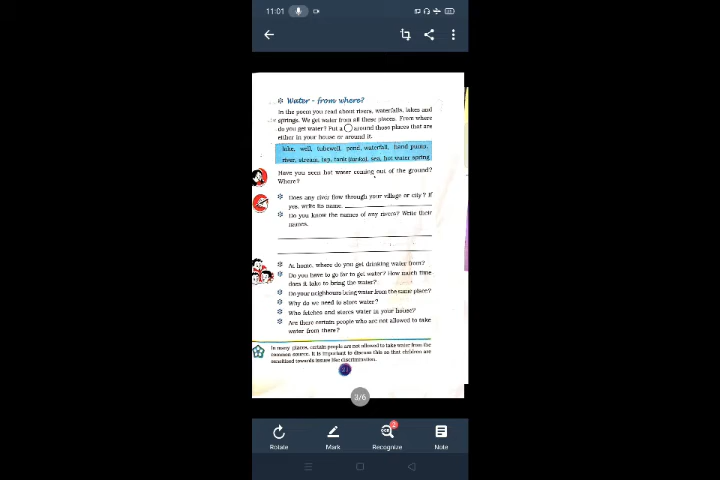 11:01
Water - from where?
In the poem you read about rivers, waterfalls, lakes and
springs. We get water from all these places. From where
do you get water? Put a around those places that are
either in your house or around it.
lake, well, tubewell, pond, waterfall, hand pump,
river, stream, tap, tank (tanka), sea, hot water spring
Have you seen hot water coming out of the ground?
Where?
Does any river flow through your village or city? If
yes, write its name.
Do you know the names of any rivers? Write their
names.
At home, where do you get drinking water from?
Do you have to go far to get water? How much time
does it take to bring the water?
Do your neighbours bring water from the same place?
Why do we need to store water?
Who fetches and stores water in your house?
Are there certain people who are not allowed to take
water from there?
In many places, certain people are not allowed to take water from the
common source. It is important to discuss this so that children are
sensitised towards issues like discrimination.
21
3/6
Rotate Mark Recognize Note